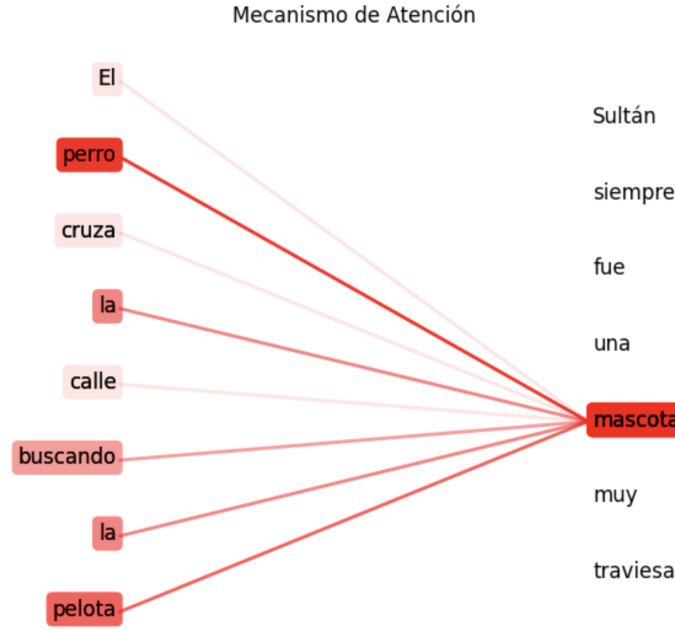 Mecanismo de Atención
El
perro
cruza
la
calle
buscando
la
pelota
Sultán
siempre
fue
una
mascota
muy
traviesa